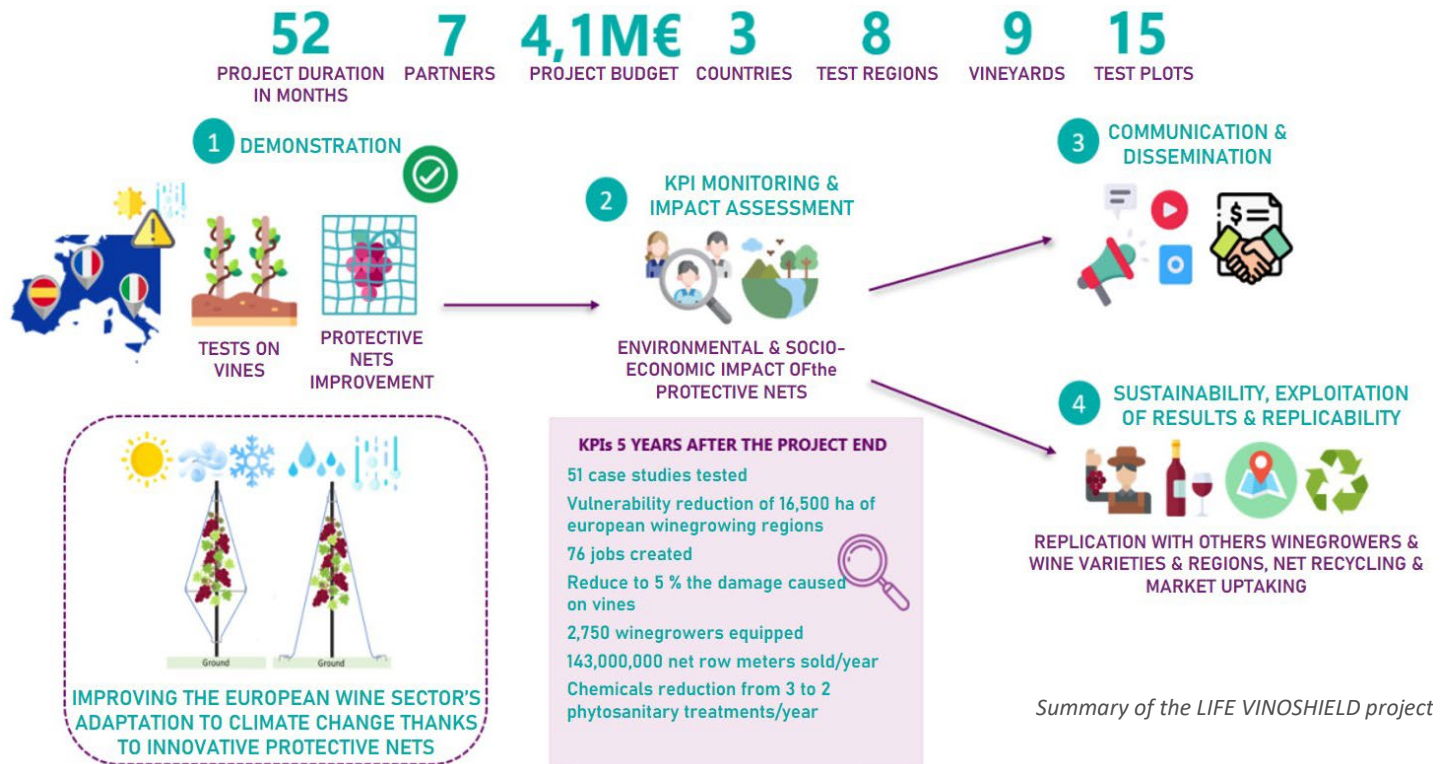 52
PROJECT DURATION
IN MONTHS
7
PARTNERS
4,1M€
PROJECT BUDGET
3
COUNTRIES
8
TEST REGIONS
9
VINEYARDS
15
TEST PLOTS
1
DEMONSTRATION
TESTS ON
VINES
PROTECTIVE
NETS
IMPROVEMENT
Ground
Ground
IMPROVING THE EUROPEAN WINE SECTOR'S
ADAPTATION TO CLIMATE CHANGE THANKS
TO INNOVATIVE PROTECTIVE NETS
2
KPI MONITORING &
IMPACT ASSESSMENT
ENVIRONMENTAL & SOCIO-
ECONOMIC IMPACT OFthe
PROTECTIVE NETS
KPIs 5 YEARS AFTER THE PROJECT END
51 case studies tested
Vulnerability reduction of 16,500 ha of
european winegrowing regions
76 jobs created
Reduce to 5 % the damage caused
on vines
2,750 winegrowers equipped
143,000,000 net row meters sold/year
Chemicals reduction from 3 to 2
phytosanitary treatments/year
3
COMMUNICATION &
DISSEMINATION
$
4
SUSTAINABILITY, EXPLOITATION
OF RESULTS & REPLICABILITY
REPLICATION WITH OTHERS WINEGROWERS &
WINE VARIETIES & REGIONS, NET RECYCLING &
MARKET UPTAKING
Summary of the LIFE VINOSHIELD project